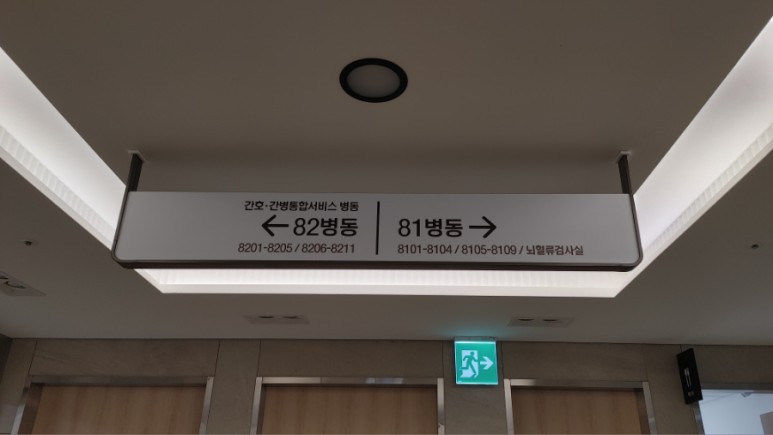 간호·간병통합서비스 병동
←82병동
8201-8205 / 8206-8211
81병동→
8101-8104 / 8105-8109 / 뇌혈류검사실